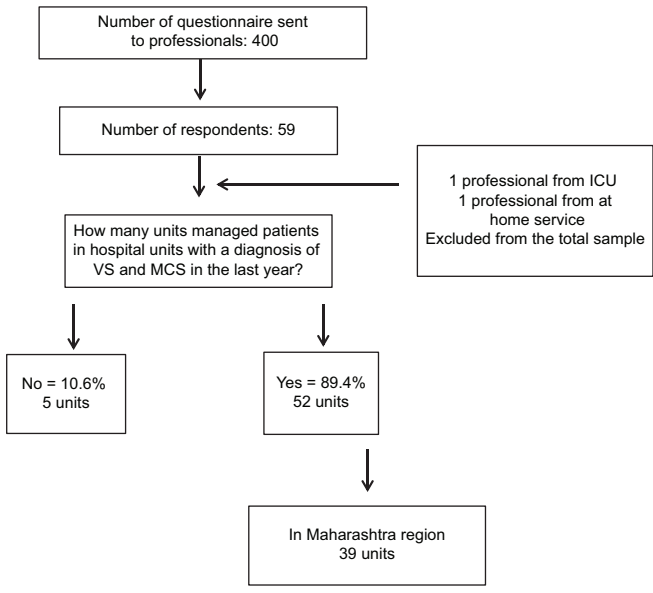 Number of questionnaire sent
to professionals: 400
Number of respondents: 59
1 professional from ICU
1 professional from at
home service
Excluded from the total sample
How many units managed patients
in hospital units with a diagnosis of
VS and MCS in the last year?
No = 10.6%
5 units
Yes = 89.4%
52 units
In Maharashtra region
39 units